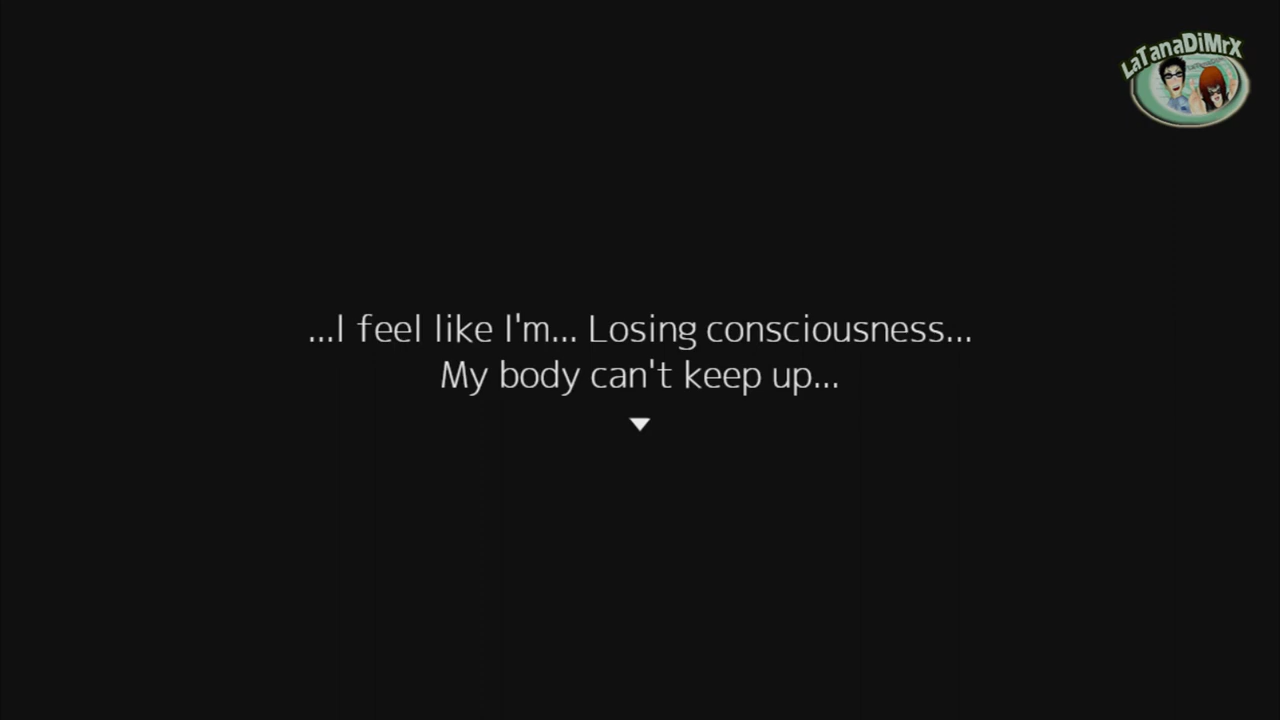 LaTanaDiMrX
...I feel like I'm... Losing consciousness...
My body can't keep up...